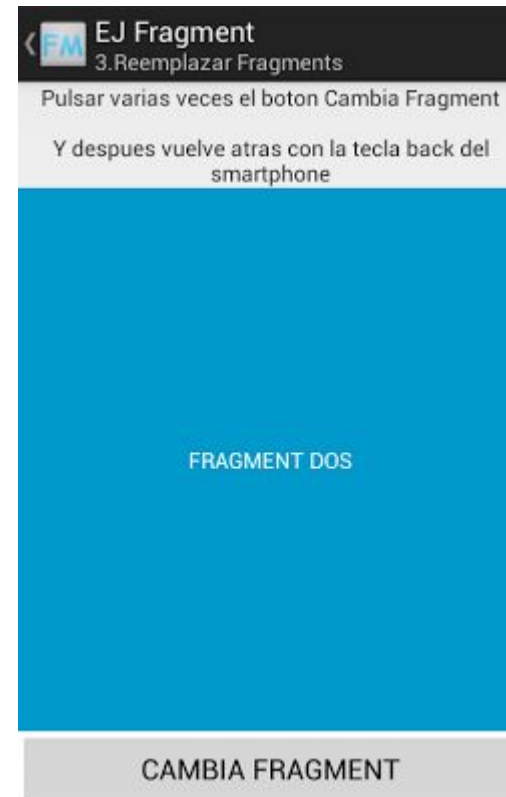 FM
EJ Fragment
3.Reemplazar Fragments
Pulsar varias veces el boton Cambia Fragment
Y despues vuelve atras con la tecla back del
smartphone
FRAGMENT DOS
CAMBIA FRAGMENT